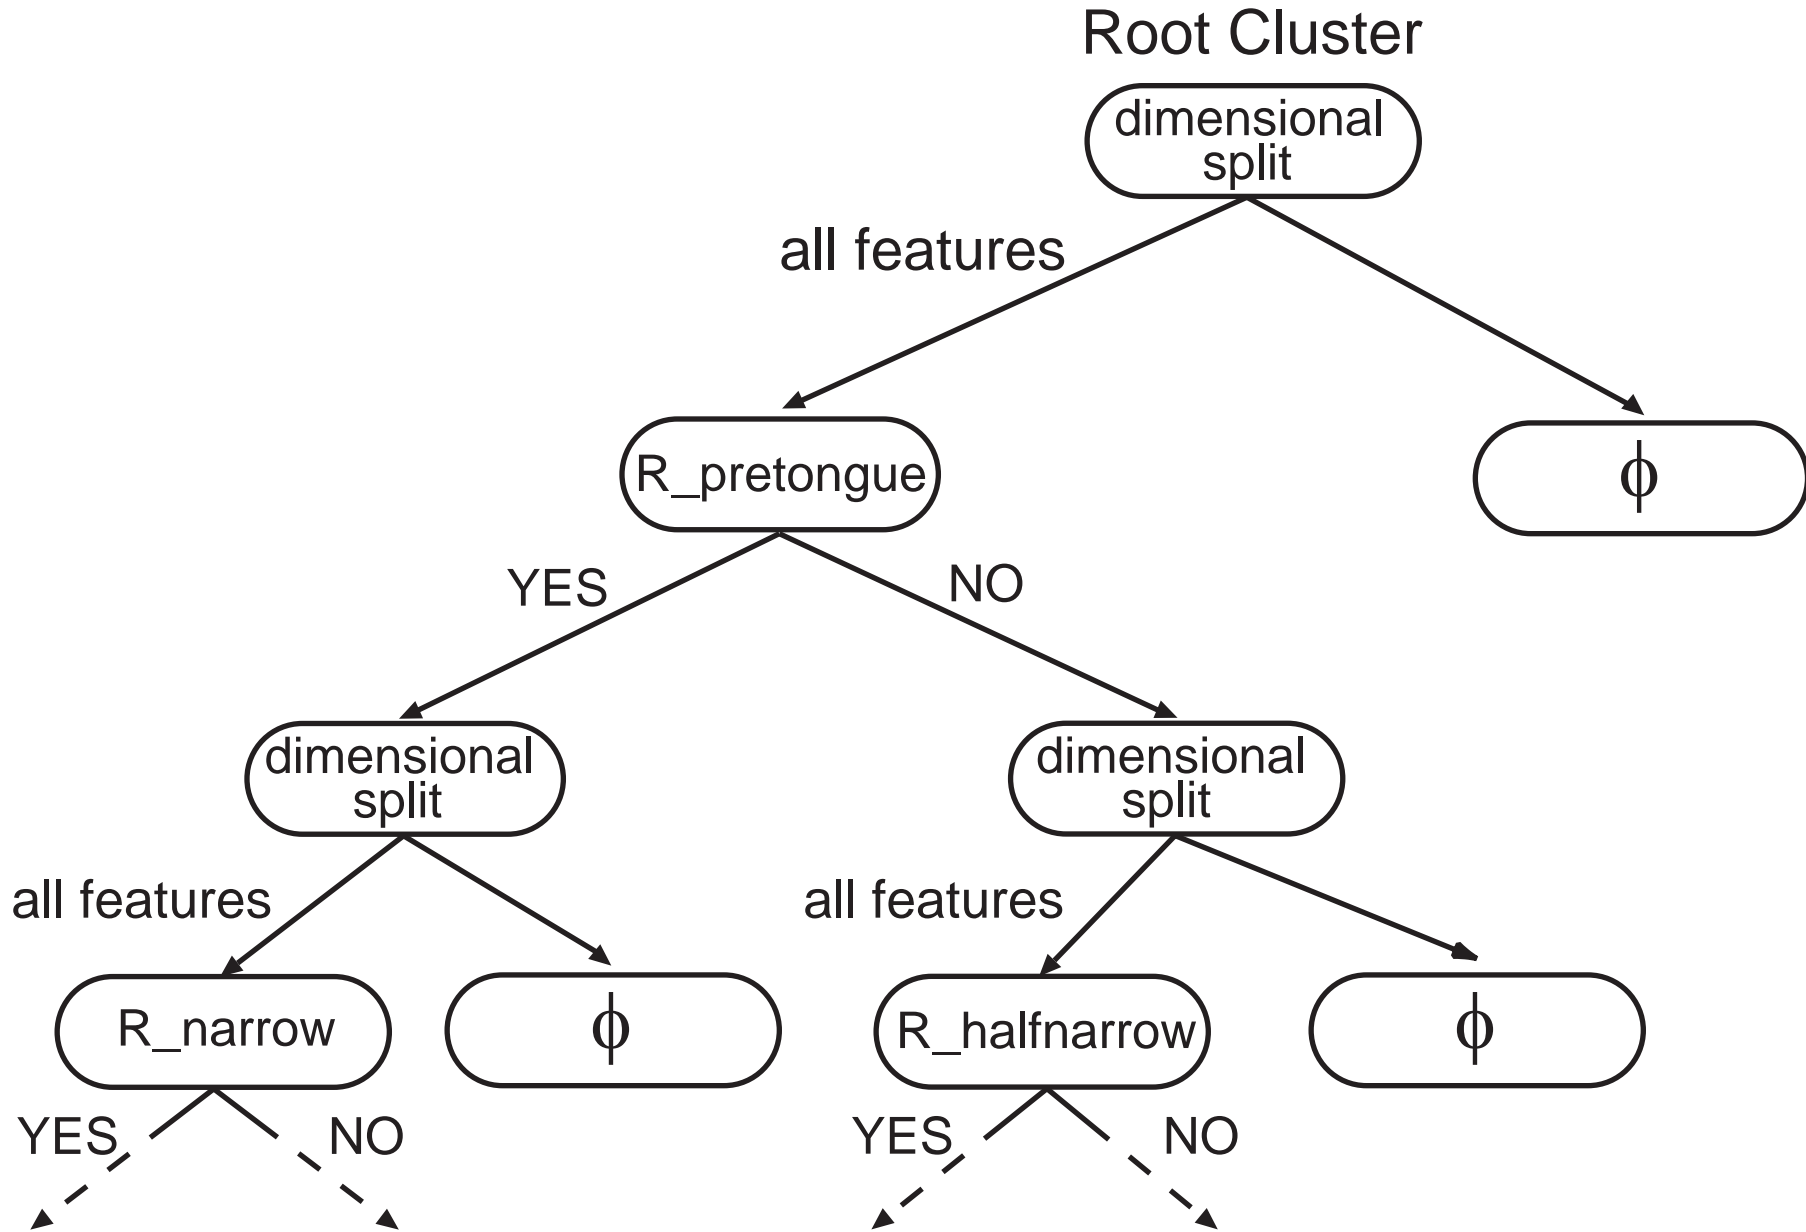 Root Cluster
dimensional
split
all features
R_pretongue
ϕ
YES
NO
dimensional
split
dimensional
split
all features
all features
R_narrow
ϕ
R_halfnarrow
ϕ
YES
NO
YES
NO